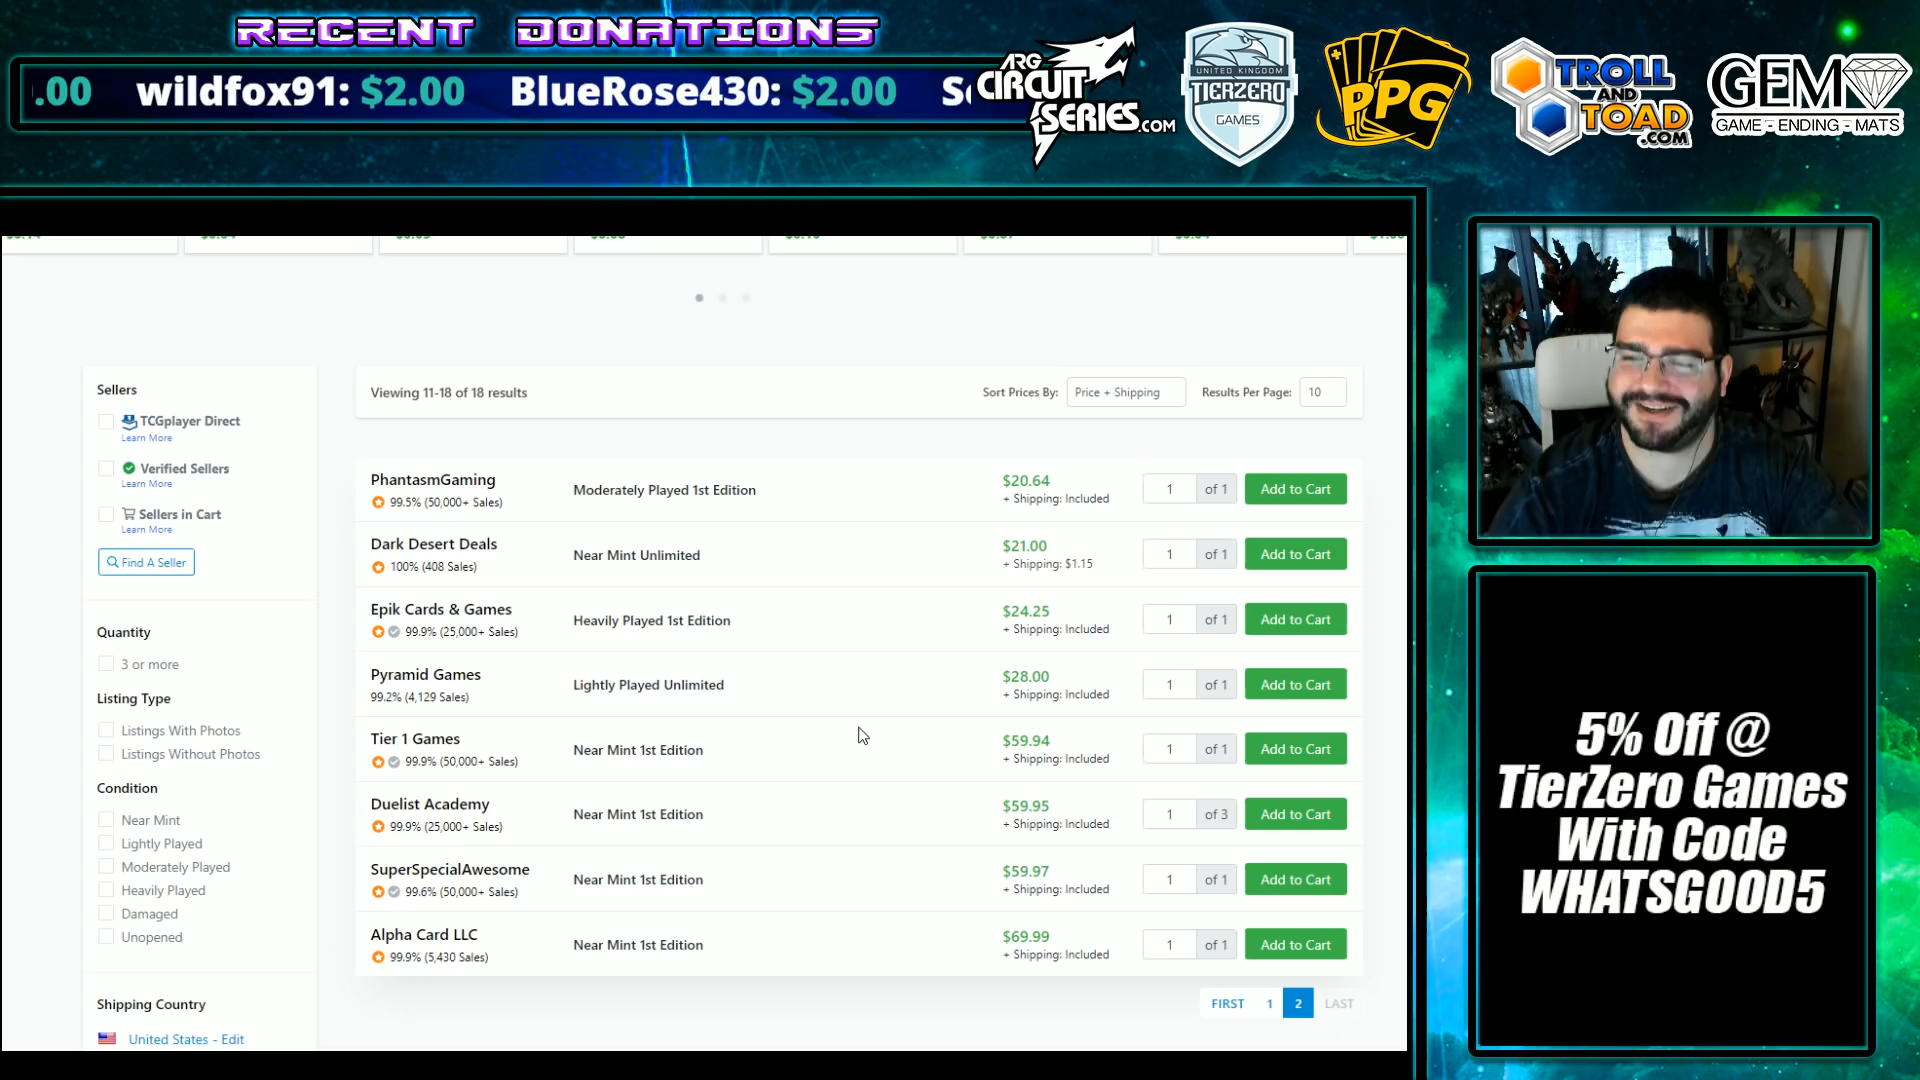 RECENT DONATIONS
.00 wildfox91: $2.00 BlueRose430: $2.00
ARG
CIRCUIT
SERIES.COM
UNITED KINGDOM
TIERZERO
GAMES
PPG
TROLL
AND
TOAD
.COM
GEM
GAME - ENDING - MATS
Sellers
TCGplayer Direct
Learn More
Verified Sellers
Learn More
Sellers in Cart
Learn More
Find A Seller
Quantity
3 or more
Listing Type
Listings With Photos
Listings Without Photos
Condition
Near Mint
Lightly Played
Moderately Played
Heavily Played
Damaged
Unopened
Shipping Country
United States - Edit
Viewing 11-18 of 18 results
Sort Prices By: Price + Shipping Results Per Page: 10
PhantasmGaming
99.5% (50,000+ Sales)
Moderately Played 1st Edition
$20.64
+ Shipping: Included
1 of 1 Add to Cart
Dark Desert Deals
100% (408 Sales)
Near Mint Unlimited
$21.00
+ Shipping: $1.15
1 of 1 Add to Cart
Epik Cards & Games
99.9% (25,000+ Sales)
Heavily Played 1st Edition
$24.25
+ Shipping: Included
1 of 1 Add to Cart
Pyramid Games
99.2% (4,129 Sales)
Lightly Played Unlimited
$28.00
+ Shipping: Included
1 of 1 Add to Cart
Tier 1 Games
99.9% (50,000+ Sales)
Near Mint 1st Edition
$59.94
+ Shipping: Included
1 of 1 Add to Cart
Duelist Academy
99.9% (25,000+ Sales)
Near Mint 1st Edition
$59.95
+ Shipping: Included
1 of 3 Add to Cart
SuperSpecialAwesome
99.6% (50,000+ Sales)
Near Mint 1st Edition
$59.97
+ Shipping: Included
1 of 1 Add to Cart
Alpha Card LLC
99.9% (5,430 Sales)
Near Mint 1st Edition
$69.99
+ Shipping: Included
1 of 1 Add to Cart
FIRST 1 2 LAST
5% Off @
TierZero Games
With Code
WHATSGOOD5